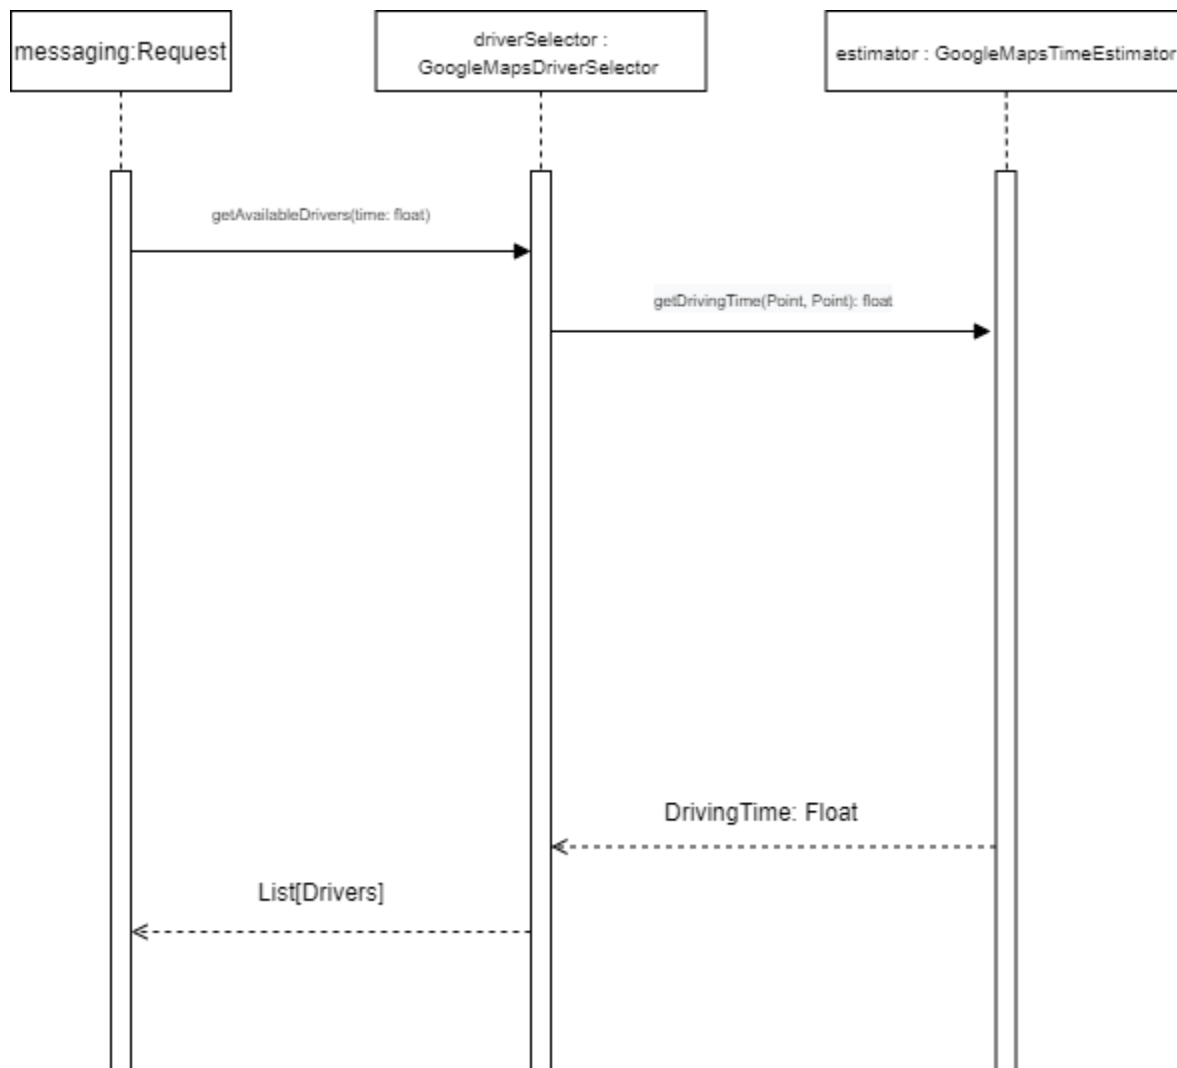 messaging:Request
driverSelector :
GoogleMapsDriverSelector
estimator : GoogleMapsTimeEstimator
getAvailableDrivers(time: float)
getDrivingTime(Point, Point): float
DrivingTime: Float
List[Drivers]